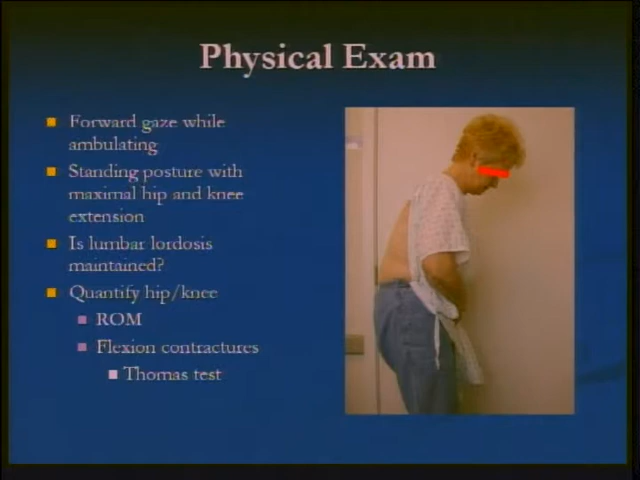 Physical Exam
Forward gaze while
ambulating
Standing posture with
maximal hip and knee
extension
Is lumbar lordosis
maintained?
Quantify hip/knee
ROM
Flexion contractures
Thomas test